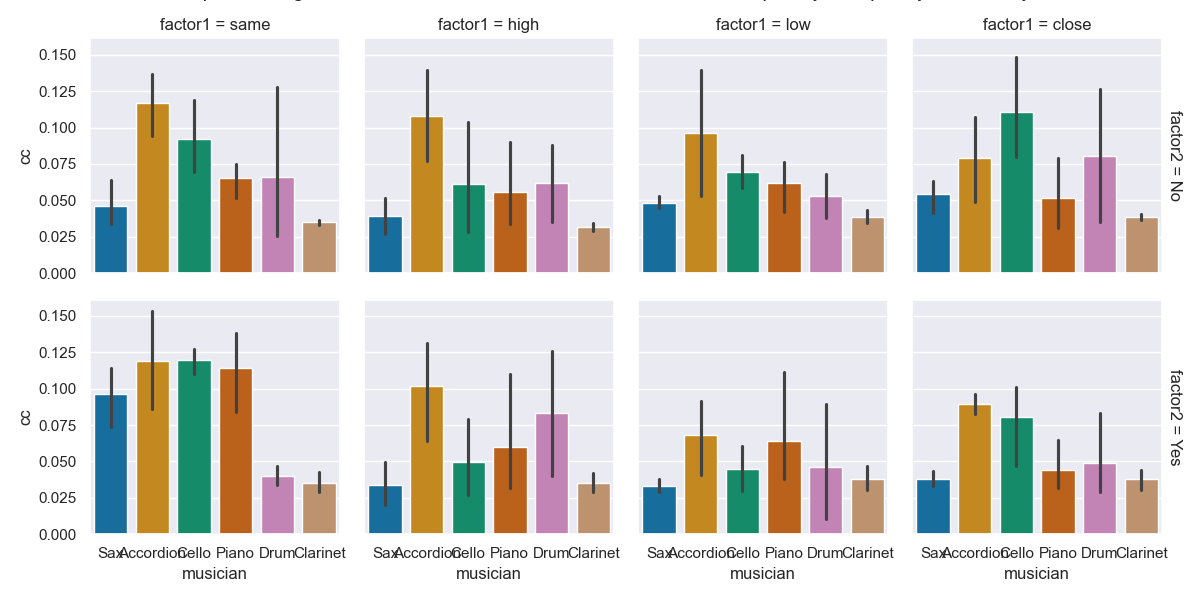 factor1 = same
factor1 = high
factor1 = low
factor1 = close
0.150
0.125
0.100
0.075
0.050
0.025
0.000
cc
factor2 = No
0.150
0.125
0.100
0.075
0.050
0.025
0.000
cc
factor2 = Yes
Sax Accordion Cello Piano Drum Clarinet
Sax Accordion Cello Piano Drum Clarinet
Sax Accordion Cello Piano Drum Clarinet
Sax Accordion Cello Piano Drum Clarinet
musician
musician
musician
musician